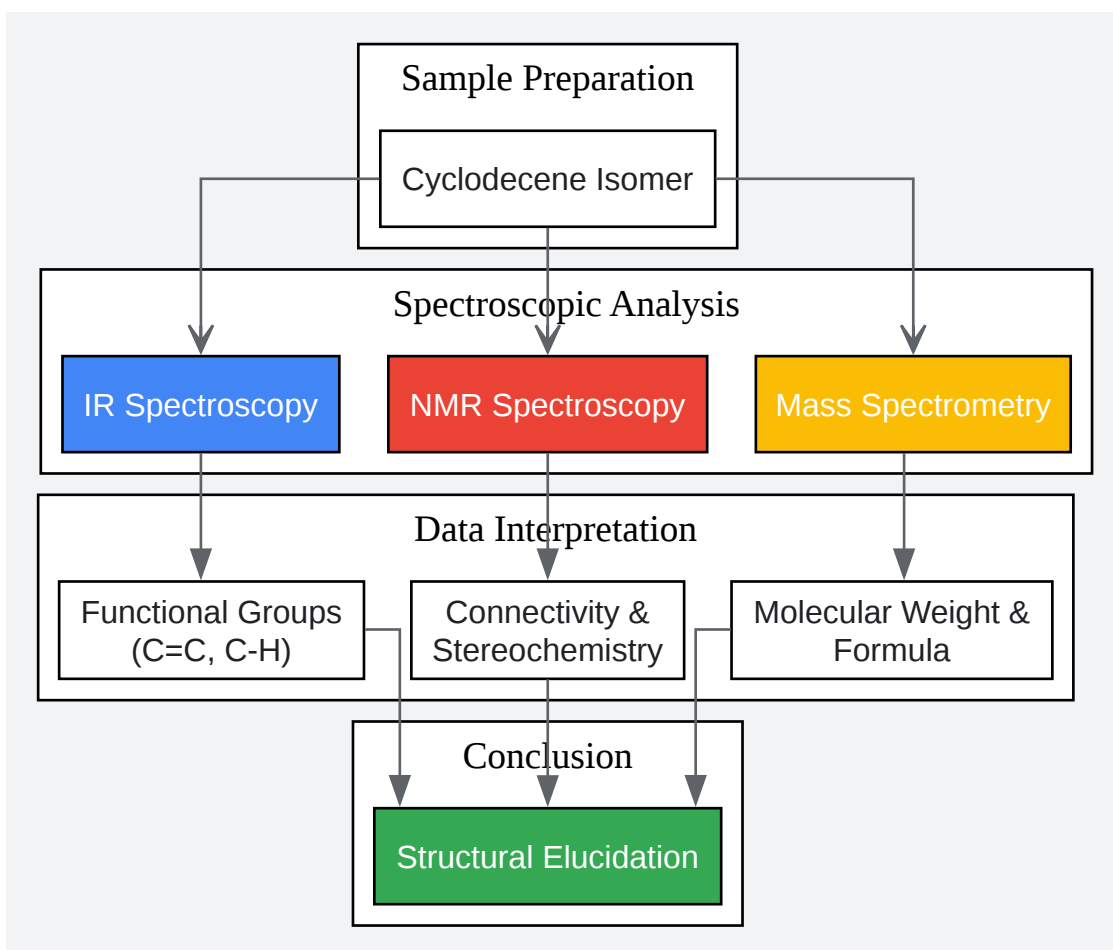 Sample Preparation
Cyclodecene Isomer
Spectroscopic Analysis
IR Spectroscopy
NMR Spectroscopy
Mass Spectrometry
Data Interpretation
Functional Groups
(C=C, C-H)
Connectivity &
Stereochemistry
Molecular Weight &
Formula
Conclusion
Structural Elucidation